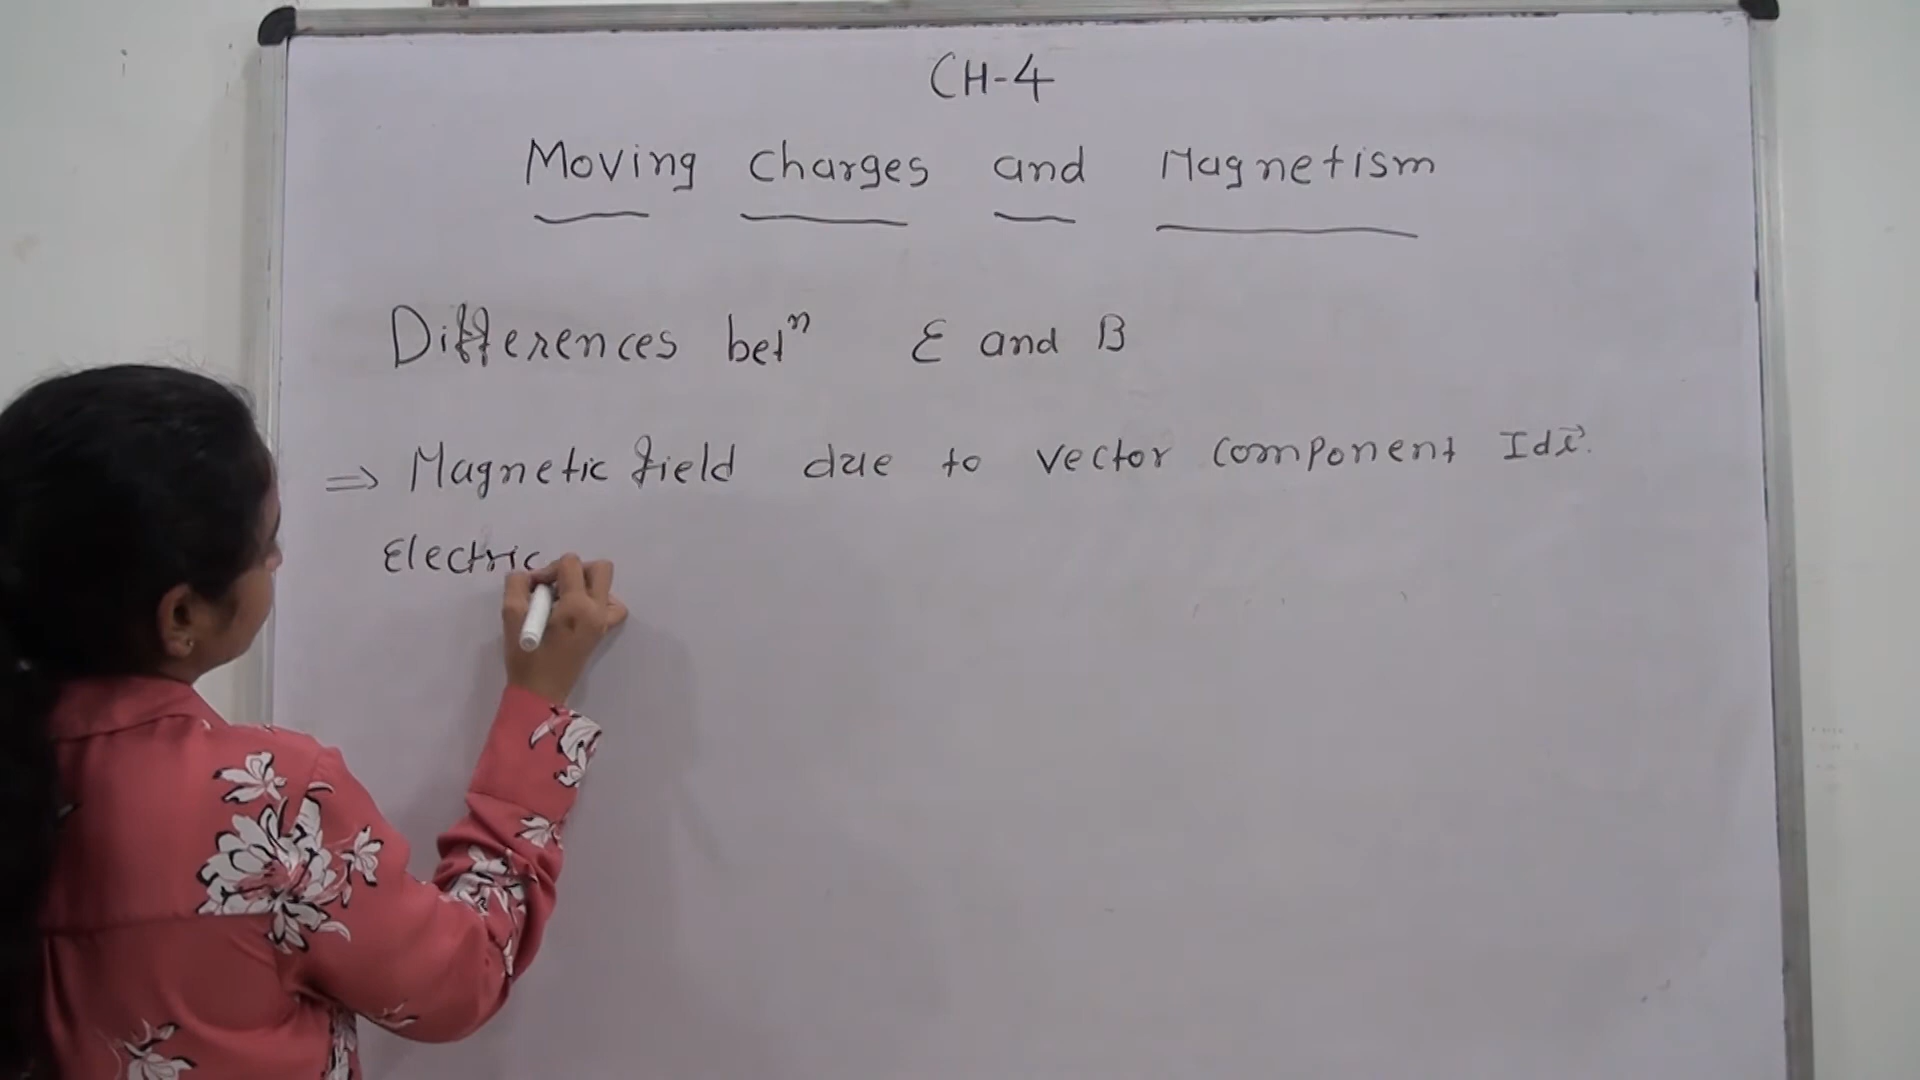 CH-4
Moving charges and Magnetism
Differences betⁿ E and B
⇒ Magnetic field due to vector component Idl⃗.
Electric